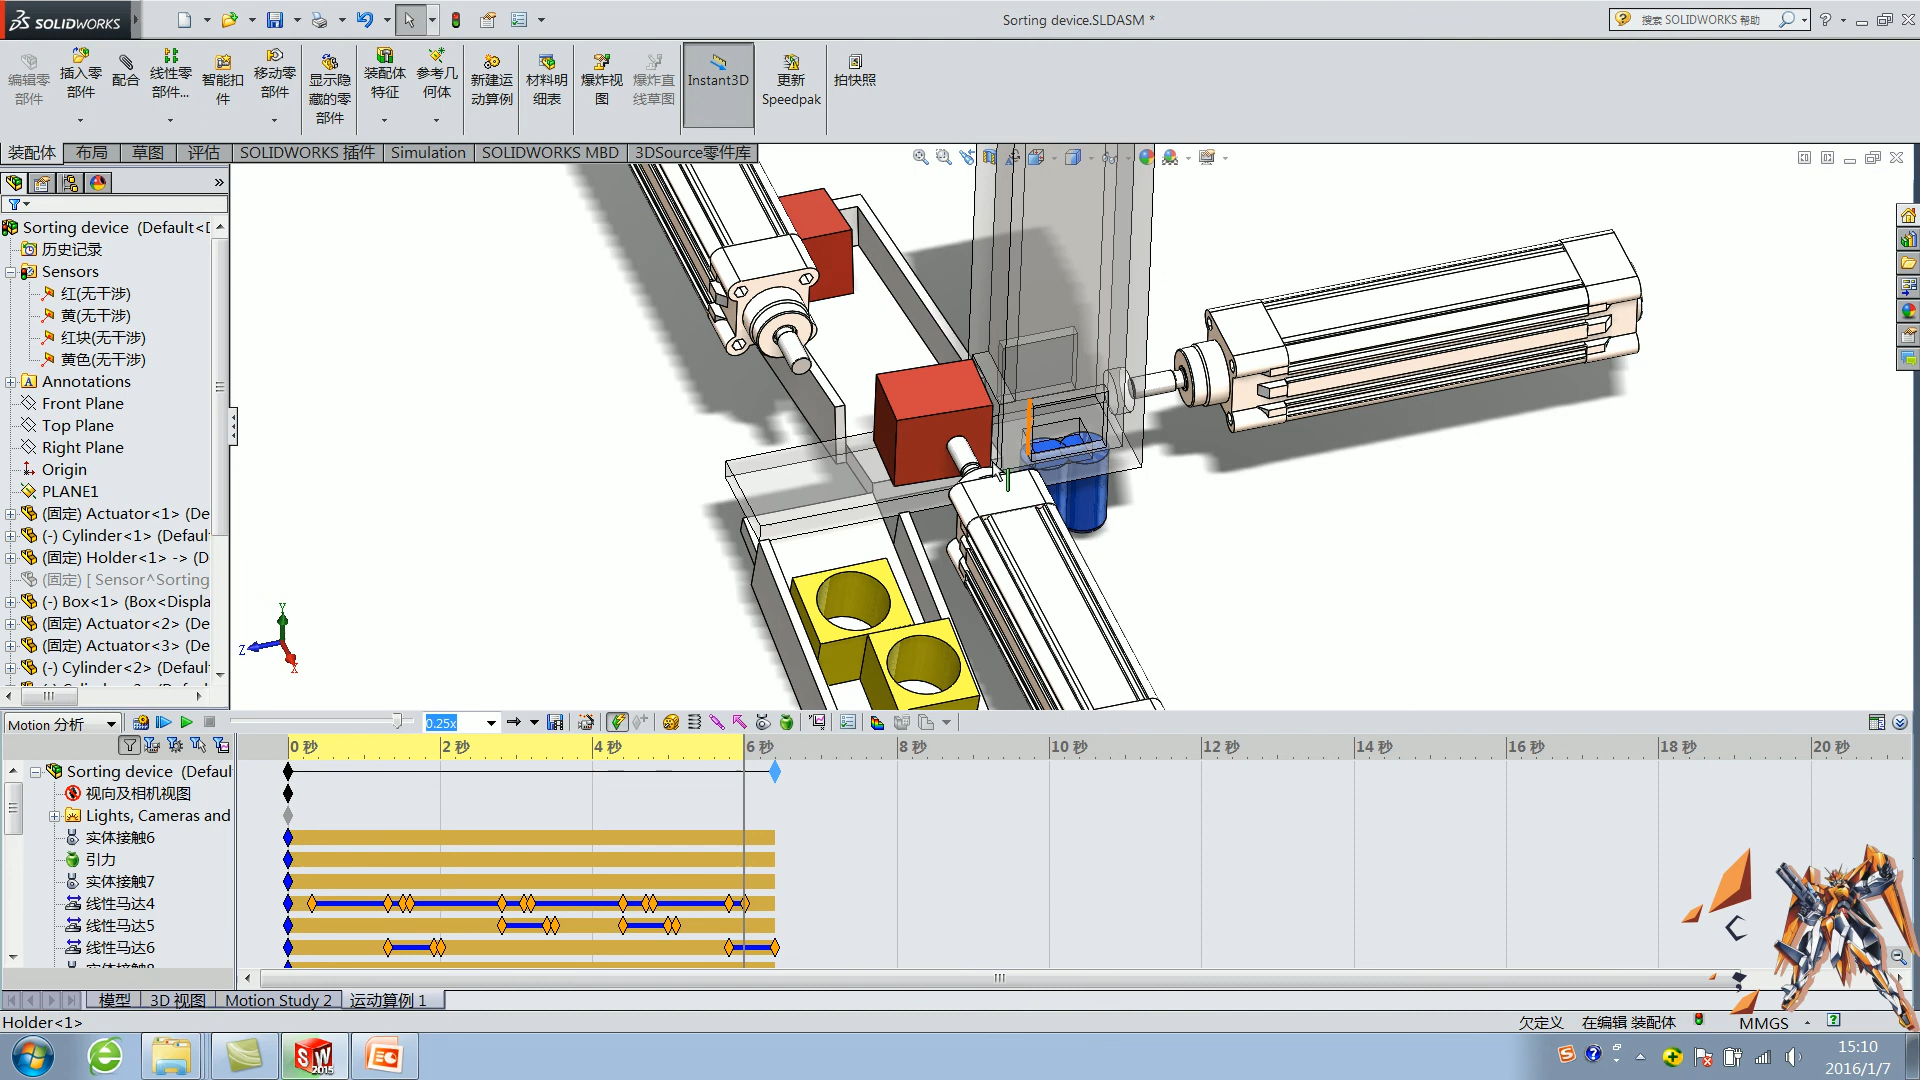 SOLIDWORKS
Sorting device.SLDASM *
搜索 SOLIDWORKS 帮助
编辑零部件
插入零部件
配合
线性零部件...
智能扣件
移动零部件
显示隐藏的零部件
装配体特征
参考几何体
新建运动算例
材料明细表
爆炸视图
爆炸直线草图
Instant3D
更新 Speedpak
拍快照
装配体 布局 草图 评估 SOLIDWORKS 插件 Simulation SOLIDWORKS MBD 3DSource零件库
Sorting device (Default<D
历史记录
Sensors
红(无干涉)
黄(无干涉)
红块(无干涉)
黄色(无干涉)
Annotations
Front Plane
Top Plane
Right Plane
Origin
PLANE1
(固定) Actuator<1> (De
(-) Cylinder<1> (Defaul
(固定) Holder<1> -> (D
(固定) [ Sensor^Sorting
(-) Box<1> (Box<Displa
(固定) Actuator<2> (De
(固定) Actuator<3> (De
(-) Cylinder<2> (Defaul
Y
Z
X
Motion 分析
0.25x
0 秒 2 秒 4 秒 6 秒 8 秒 10 秒 12 秒 14 秒 16 秒 18 秒 20 秒
Sorting device (Defaul
视向及相机视图
Lights, Cameras and
实体接触6
引力
实体接触7
线性马达4
线性马达5
线性马达6
模型 3D 视图 Motion Study 2 运动算例 1
Holder<1>
欠定义 在编辑 装配体 MMGS
SW 2015
15:10
2016/1/7